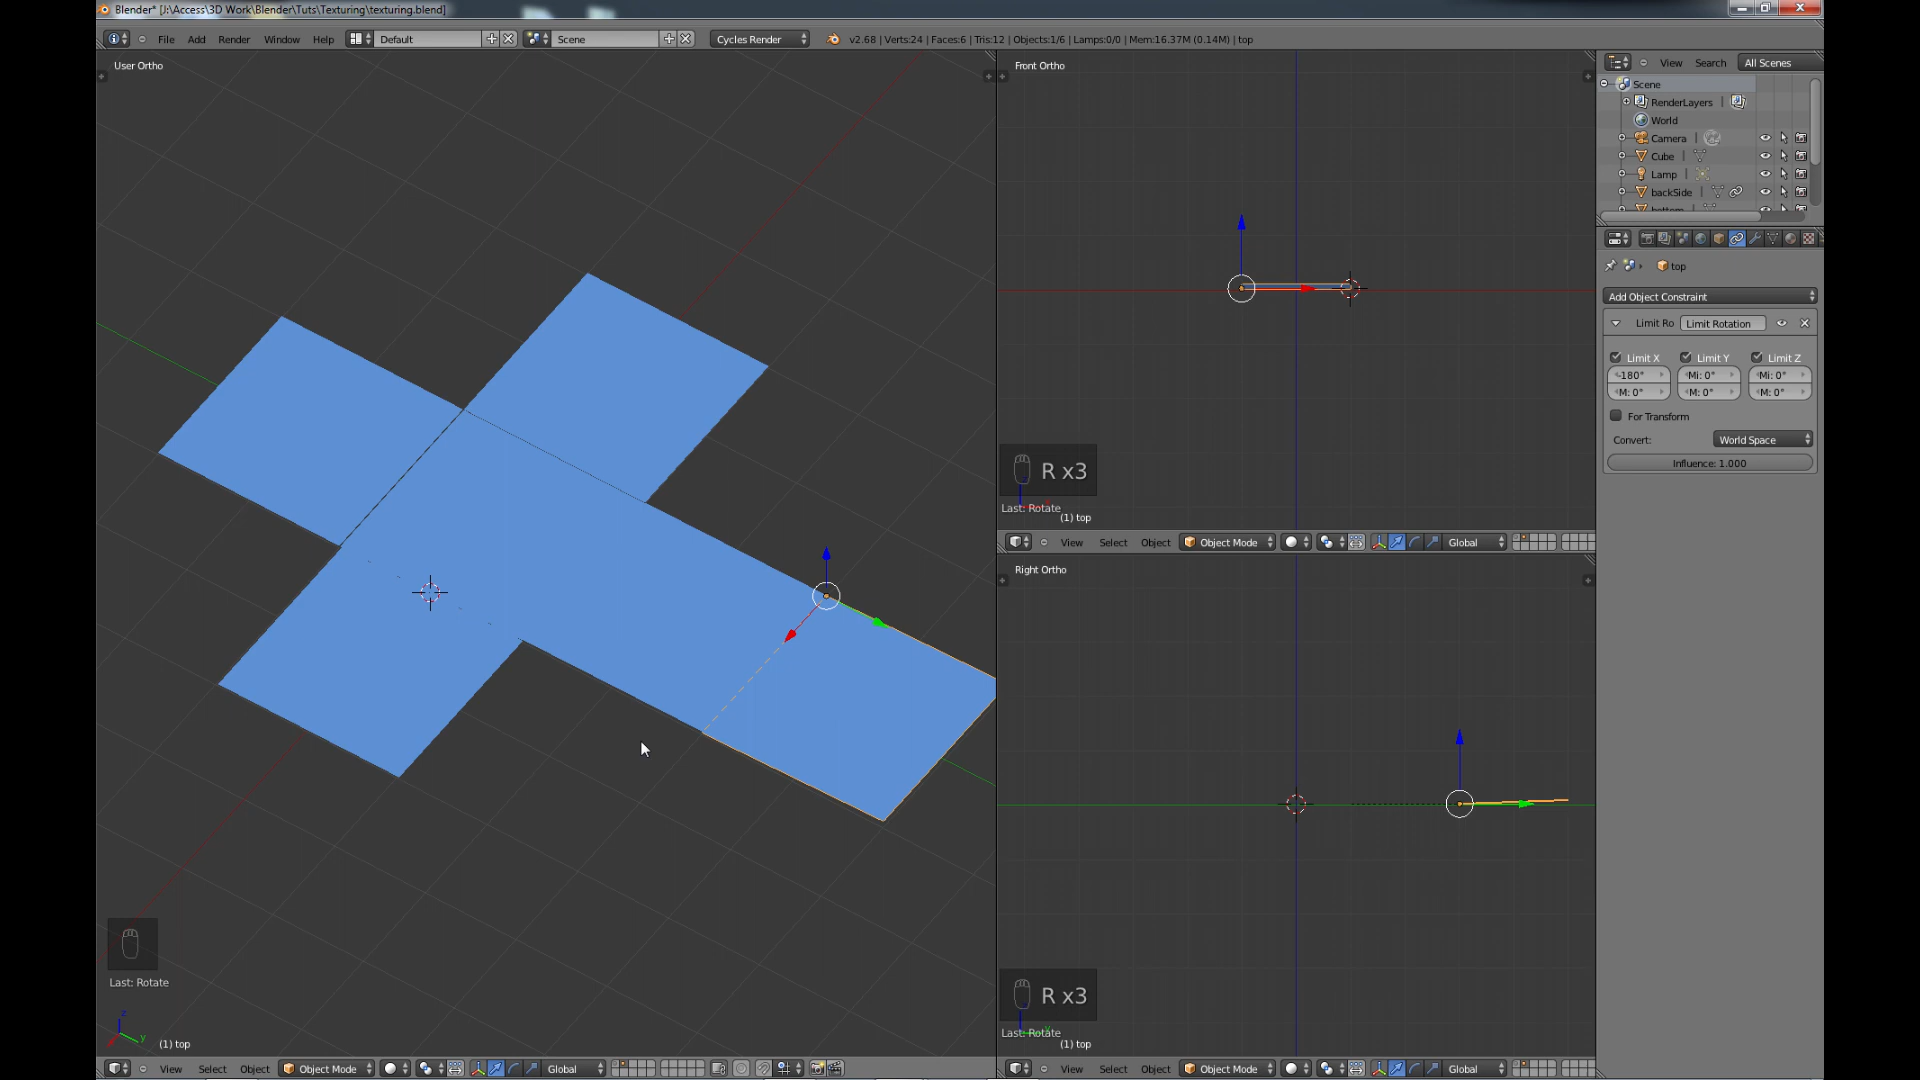 Blender* [J:\Access\3D Work\Blender\Tuts\Texturing\texturing.blend]
File Add Render Window Help Default Scene Cycles Render v2.68 | Verts:24 | Faces:6 | Tris:12 | Objects:1/6 | Lamps:0/0 | Mem:16.37M (0.14M) | top
User Ortho
Last: Rotate
z
y
(1) top
View Select Object Object Mode Global
Front Ortho
R x3
Last: Rotate
(1) top
View Select Object Object Mode Global
Right Ortho
R x3
Last: Rotate
(1) top
View Select Object Object Mode Global
View Search All Scenes
Scene
RenderLayers
World
Camera
Cube
Lamp
backSide
bottom
top
Add Object Constraint
Limit Ro Limit Rotation
Limit X Limit Y Limit Z
-180° Mi: 0° Mi: 0°
M: 0° M: 0° M: 0°
For Transform
Convert: World Space
Influence: 1.000